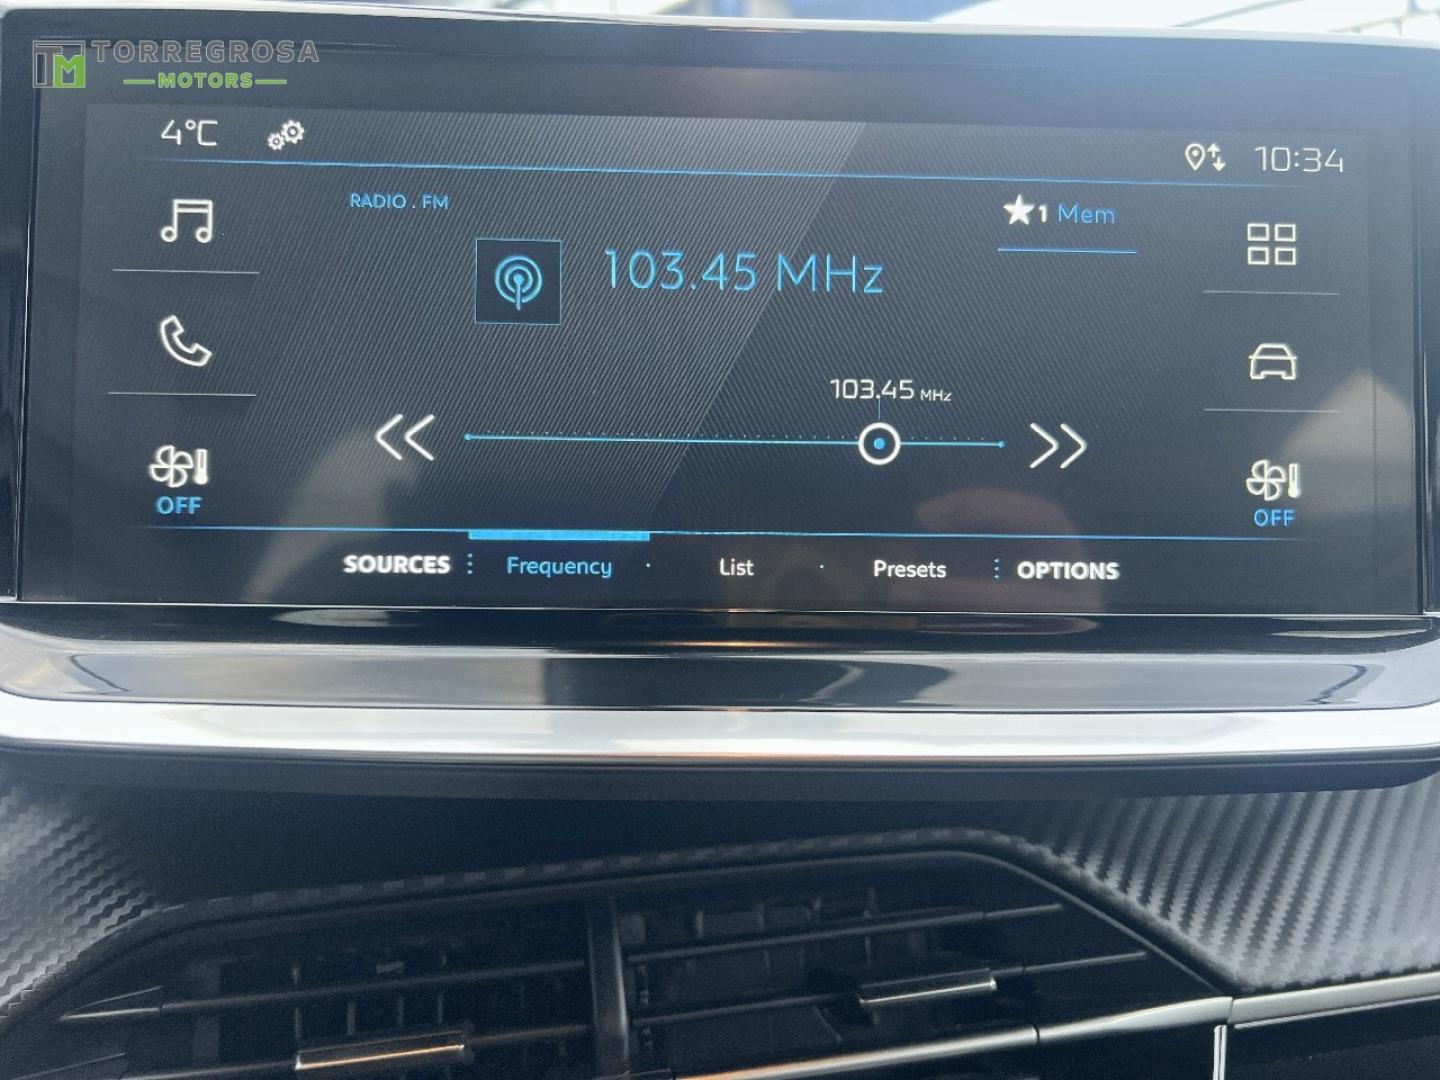 TM TORREGROSA
MOTORS
4°C
10:34
RADIO . FM
1 Mem
103.45 MHz
103.45 MHz
OFF
OFF
SOURCES Frequency List Presets OPTIONS